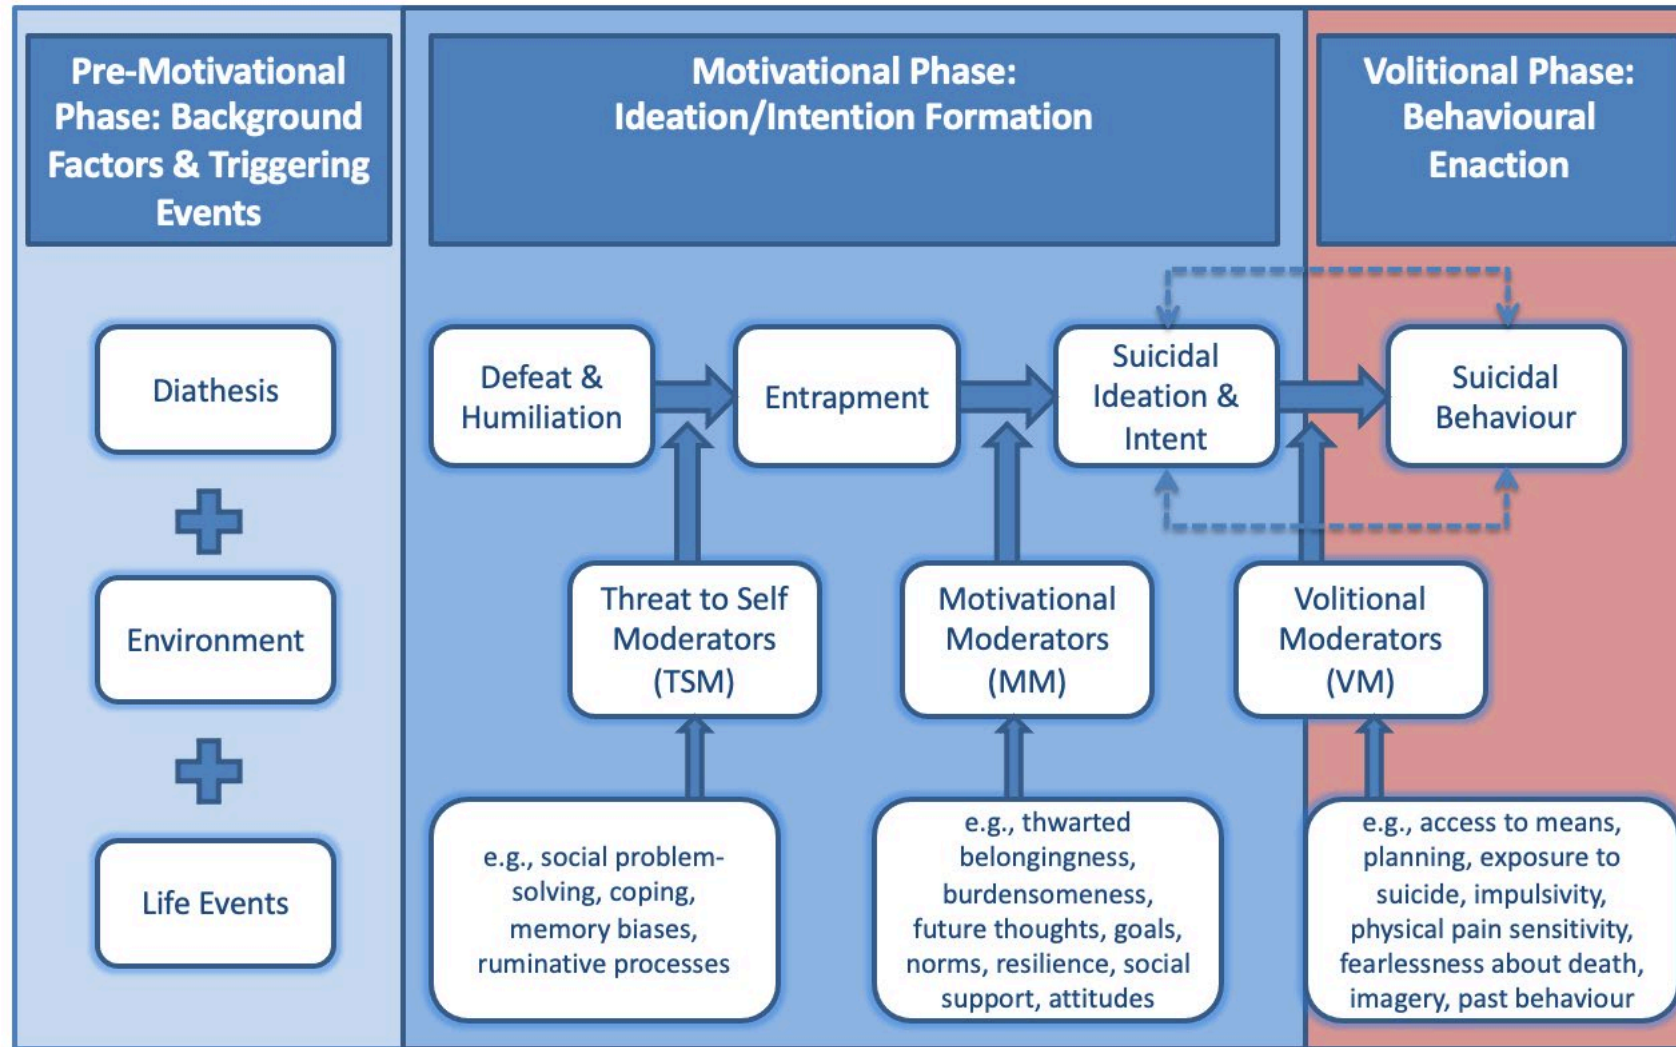 Pre-Motivational
Phase: Background
Factors & Triggering
Events
Motivational Phase:
Ideation/Intention Formation
Volitional Phase:
Behavioural
Enaction
Diathesis
Environment
Life Events
Defeat &
Humiliation
Entrapment
Suicidal
Ideation &
Intent
Suicidal
Behaviour
Threat to Self
Moderators
(TSM)
Motivational
Moderators
(MM)
Volitional
Moderators
(VM)
e.g., social problem-
solving, coping,
memory biases,
ruminative processes
e.g., thwarted
belongingness,
burdensomeness,
future thoughts, goals,
norms, resilience, social
support, attitudes
e.g., access to means,
planning, exposure to
suicide, impulsivity,
physical pain sensitivity,
fearlessness about death,
imagery, past behaviour